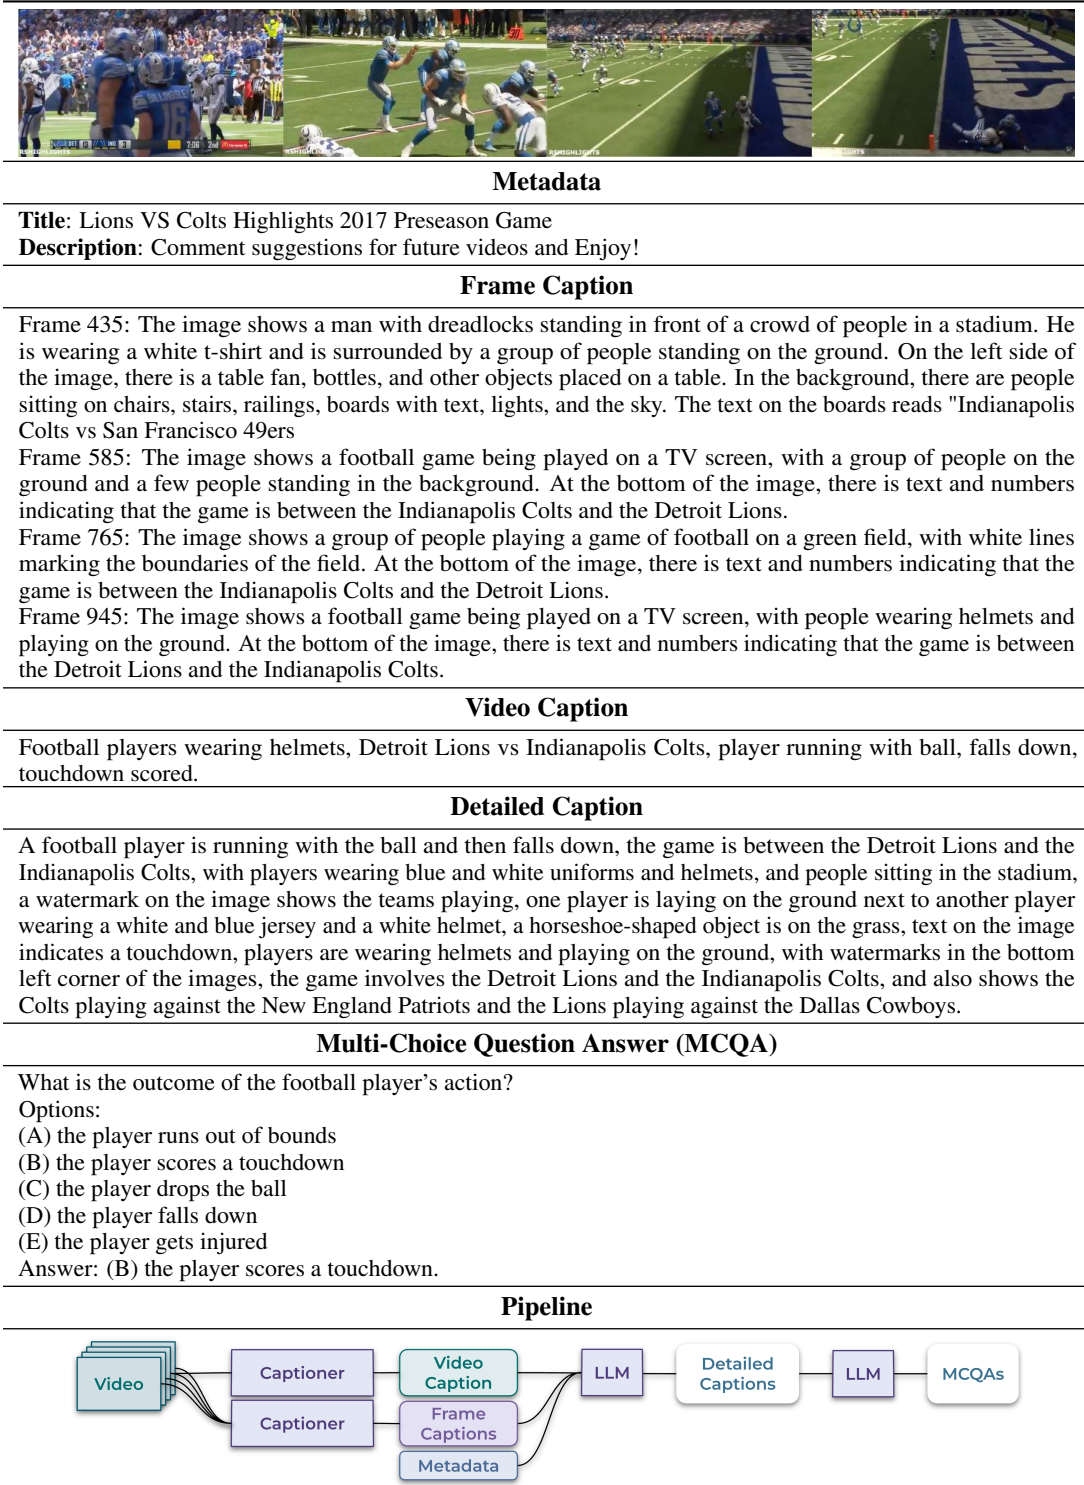 30
16
DET
IND 3
7:06 2nd
RSHIGHLIGHTS
RSHIGHLIGHTS
RSHIGHLIGHTS
Metadata
Title: Lions VS Colts Highlights 2017 Preseason Game
Description: Comment suggestions for future videos and Enjoy!
Frame Caption
Frame 435: The image shows a man with dreadlocks standing in front of a crowd of people in a stadium. He
is wearing a white t-shirt and is surrounded by a group of people standing on the ground. On the left side of
the image, there is a table fan, bottles, and other objects placed on a table. In the background, there are people
sitting on chairs, stairs, railings, boards with text, lights, and the sky. The text on the boards reads "Indianapolis
Colts vs San Francisco 49ers
Frame 585: The image shows a football game being played on a TV screen, with a group of people on the
ground and a few people standing in the background. At the bottom of the image, there is text and numbers
indicating that the game is between the Indianapolis Colts and the Detroit Lions.
Frame 765: The image shows a group of people playing a game of football on a green field, with white lines
marking the boundaries of the field. At the bottom of the image, there is text and numbers indicating that the
game is between the Indianapolis Colts and the Detroit Lions.
Frame 945: The image shows a football game being played on a TV screen, with people wearing helmets and
playing on the ground. At the bottom of the image, there is text and numbers indicating that the game is between
the Detroit Lions and the Indianapolis Colts.
Video Caption
Football players wearing helmets, Detroit Lions vs Indianapolis Colts, player running with ball, falls down,
touchdown scored.
Detailed Caption
A football player is running with the ball and then falls down, the game is between the Detroit Lions and the
Indianapolis Colts, with players wearing blue and white uniforms and helmets, and people sitting in the stadium,
a watermark on the image shows the teams playing, one player is laying on the ground next to another player
wearing a white and blue jersey and a white helmet, a horseshoe-shaped object is on the grass, text on the image
indicates a touchdown, players are wearing helmets and playing on the ground, with watermarks in the bottom
left corner of the images, the game involves the Detroit Lions and the Indianapolis Colts, and also shows the
Colts playing against the New England Patriots and the Lions playing against the Dallas Cowboys.
Multi-Choice Question Answer (MCQA)
What is the outcome of the football player's action?
Options:
(A) the player runs out of bounds
(B) the player scores a touchdown
(C) the player drops the ball
(D) the player falls down
(E) the player gets injured
Answer: (B) the player scores a touchdown.
Pipeline
Video
Captioner
Video
Caption
LLM
Detailed
Captions
LLM
MCQAs
Captioner
Frame
Captions
Metadata